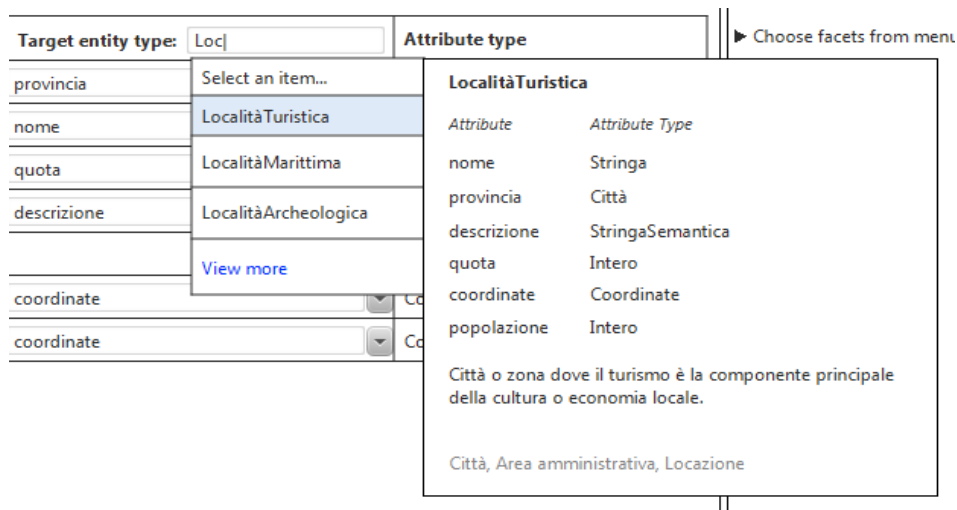 Target entity type: Loc
Attribute type
Choose facets from menu
provincia
nome
quota
descrizione
coordinate
Co
coordinate
Co
Select an item...
LocalitàTuristica
LocalitàMarittima
LocalitàArcheologica
View more
LocalitàTuristica
Attribute Attribute Type
nome Stringa
provincia Città
descrizione StringaSemantica
quota Intero
coordinate Coordinate
popolazione Intero
Città o zona dove il turismo è la componente principale
della cultura o economia locale.
Città, Area amministrativa, Locazione